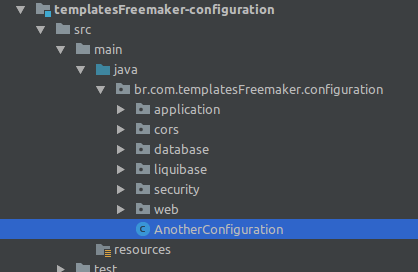 templatesFreemaker-configuration
src
main
java
br.com.templatesFreemaker.configuration
application
cors
database
liquibase
security
web
C AnotherConfiguration
resources
test